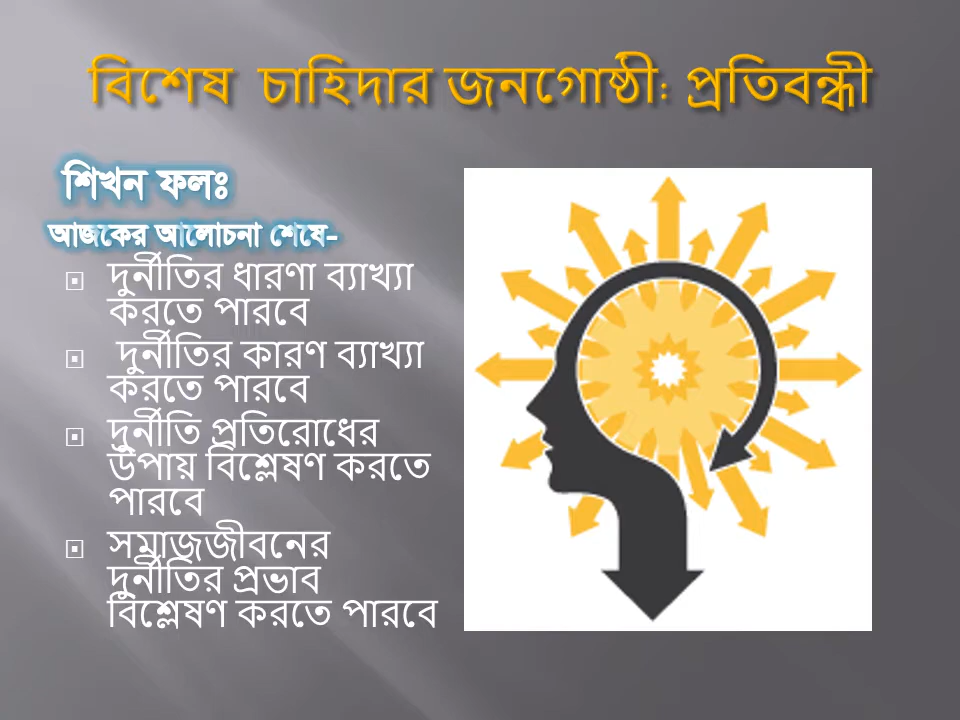 বিশেষ চাহিদার জনগোষ্ঠী: প্রতিবন্ধী
শিখন ফলঃ
আজকের আলোচনা শেষে-
দুর্নীতির ধারণা ব্যাখ্যা
করতে পারবে
দুর্নীতির কারণ ব্যাখ্যা
করতে পারবে
দুর্নীতি প্রতিরোধের
উপায় বিশ্লেষণ করতে
পারবে
সমাজজীবনের
দুর্নীতির প্রভাব
বিশ্লেষণ করতে পারবে